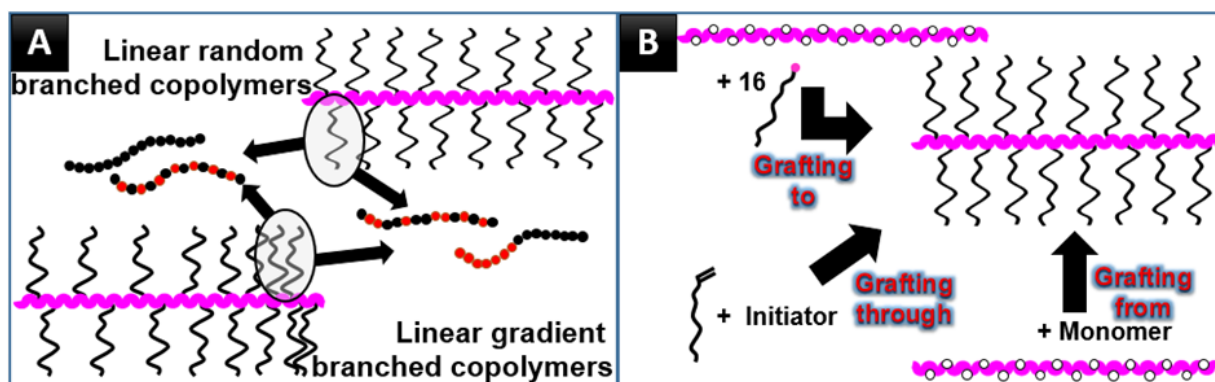 A
Linear random
branched copolymers
Linear gradient
branched copolymers
B
+ 16
Grafting
to
+ Initiator
Grafting
through
Grafting
from
+ Monomer